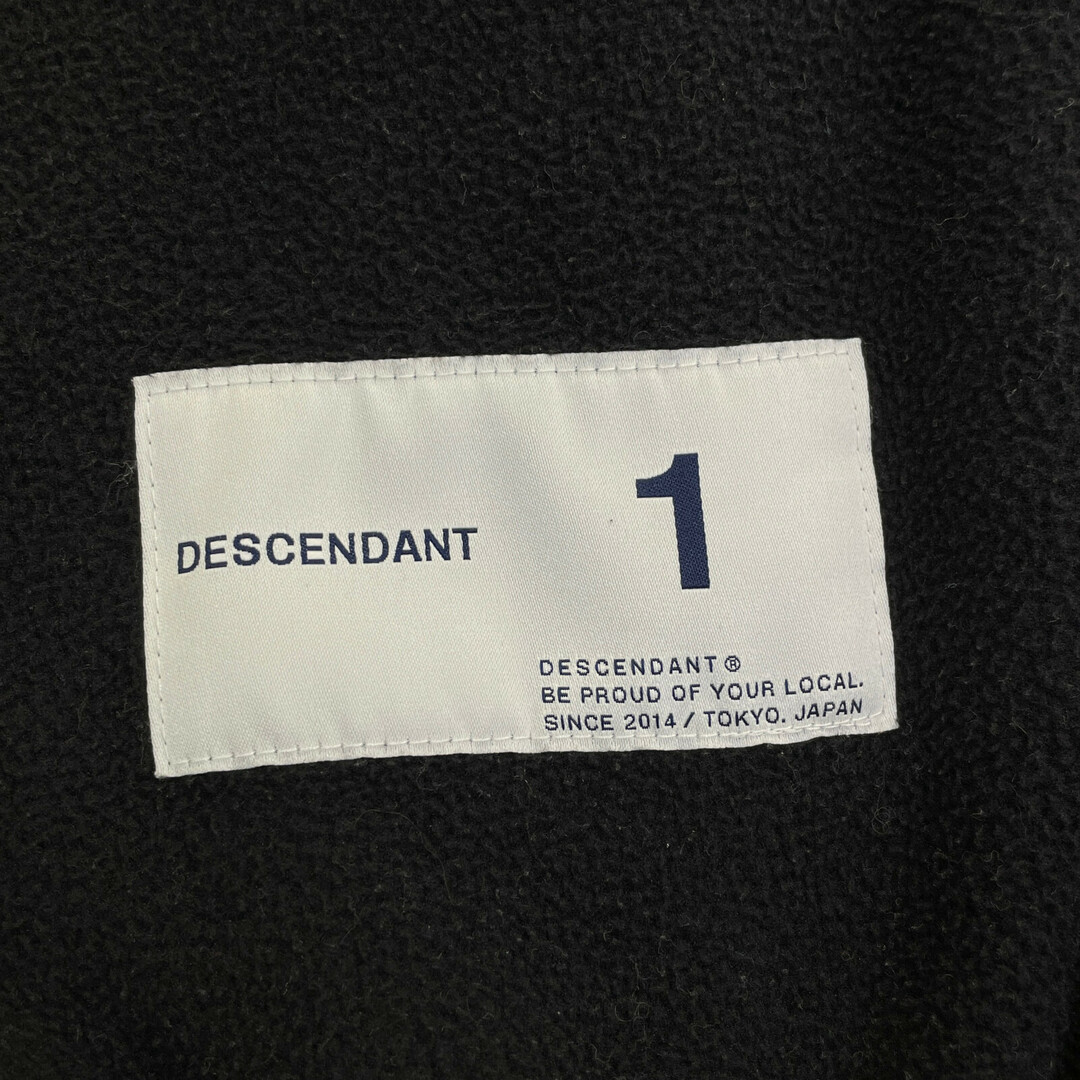 DESCENDANT
1
DESCENDANT®
BE PROUD OF YOUR LOCAL.
SINCE 2014 / TOKYO. JAPAN